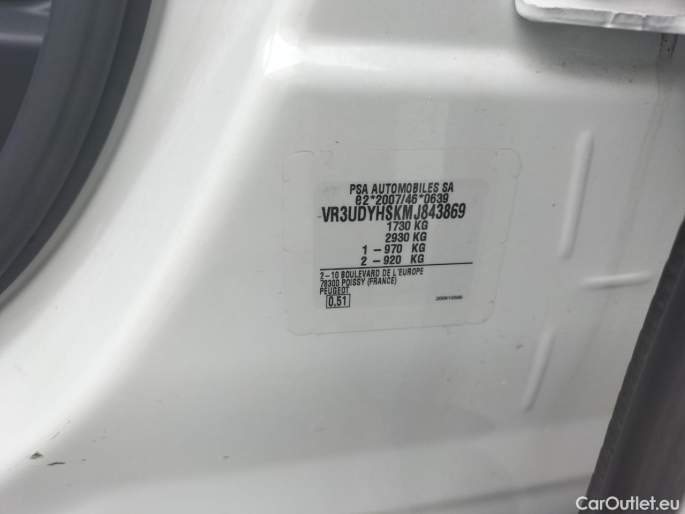 PSA AUTOMOBILES SA
e2*2007/46*0639
VR3UDYHSKMJ843869
1730 KG
2930 KG
1 – 970 KG
2 – 920 KG
2–10 BOULEVARD DE L'EUROPE
78300 POISSY (FRANCE)
PEUGEOT
0.51
CarOutlet.eu